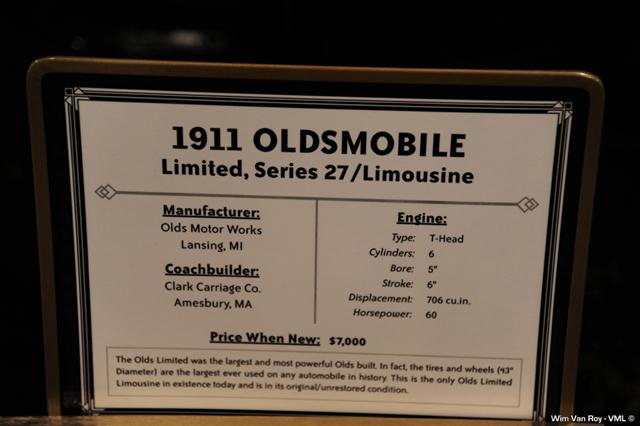 1911 OLDSMOBILE
Limited, Series 27/Limousine
Manufacturer:
Olds Motor Works
Lansing, MI
Coachbuilder:
Clark Carriage Co.
Amesbury, MA
Engine:
Type: T-Head
Cylinders: 6
Bore: 5"
Stroke: 6"
Displacement: 706 cu.in.
Horsepower: 60
Price When New: $7,000
The Olds Limited was the largest and most powerful Olds built. In fact, the tires and wheels (43"
Diameter) are the largest ever used on any automobile in history. This is the only Olds Limited
Limousine in existence today and is in its original/unrestored condition.
Wim Van Roy - VML ©